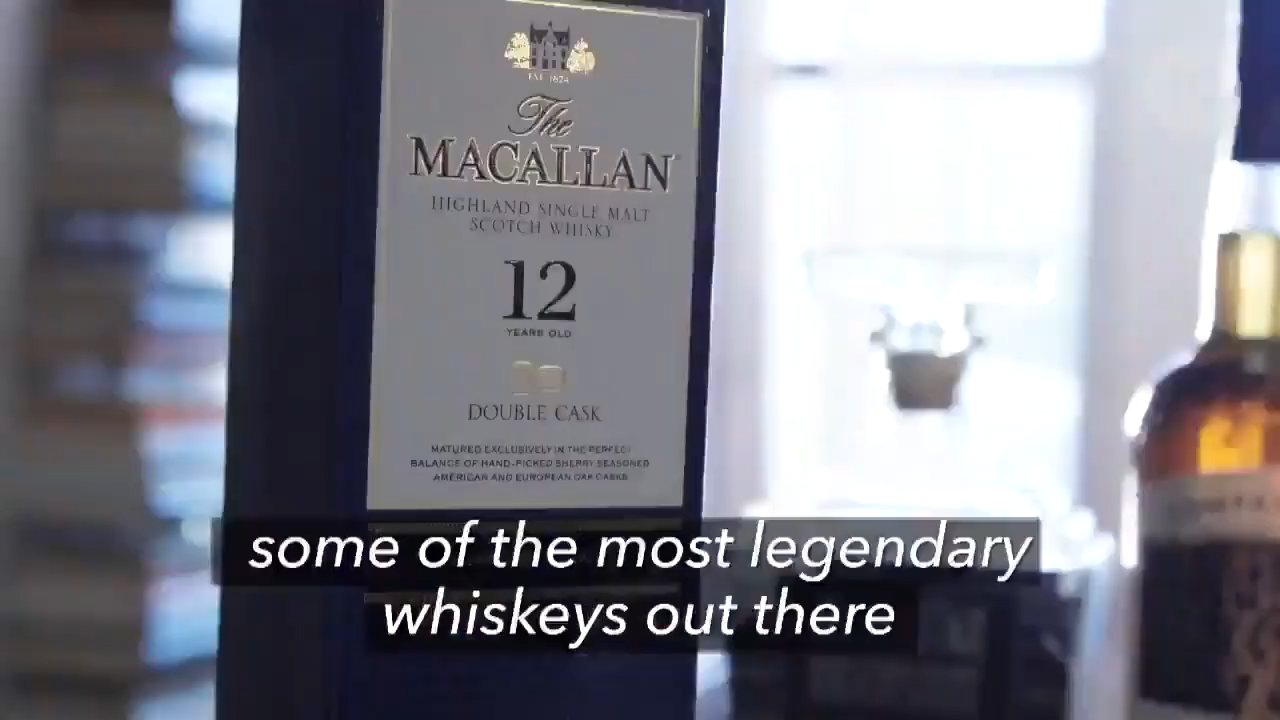 EST. 1824
The
MACALLAN
HIGHLAND SINGLE MALT
SCOTCH WHISKY
12
YEARS OLD
DOUBLE CASK
MATURED EXCLUSIVELY IN THE PERFECT
BALANCE OF HAND-PICKED SHERRY SEASONED
AMERICAN AND EUROPEAN OAK CASKS
some of the most legendary
whiskeys out there